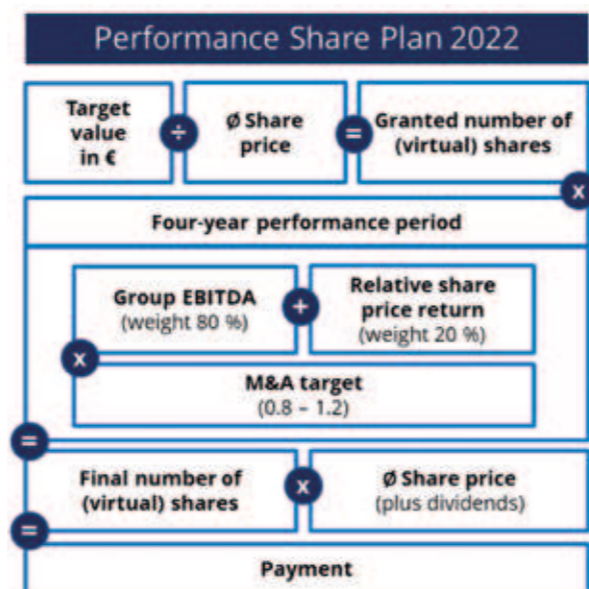 Performance Share Plan 2022
Target
value
in €
÷
Ø Share
price
=
Granted number of
(virtual) shares
x
Four-year performance period
Group EBITDA
(weight 80 %)
+
Relative share
price return
(weight 20 %)
x
M&A target
(0.8 – 1.2)
=
Final number of
(virtual) shares
x
Ø Share price
(plus dividends)
=
Payment